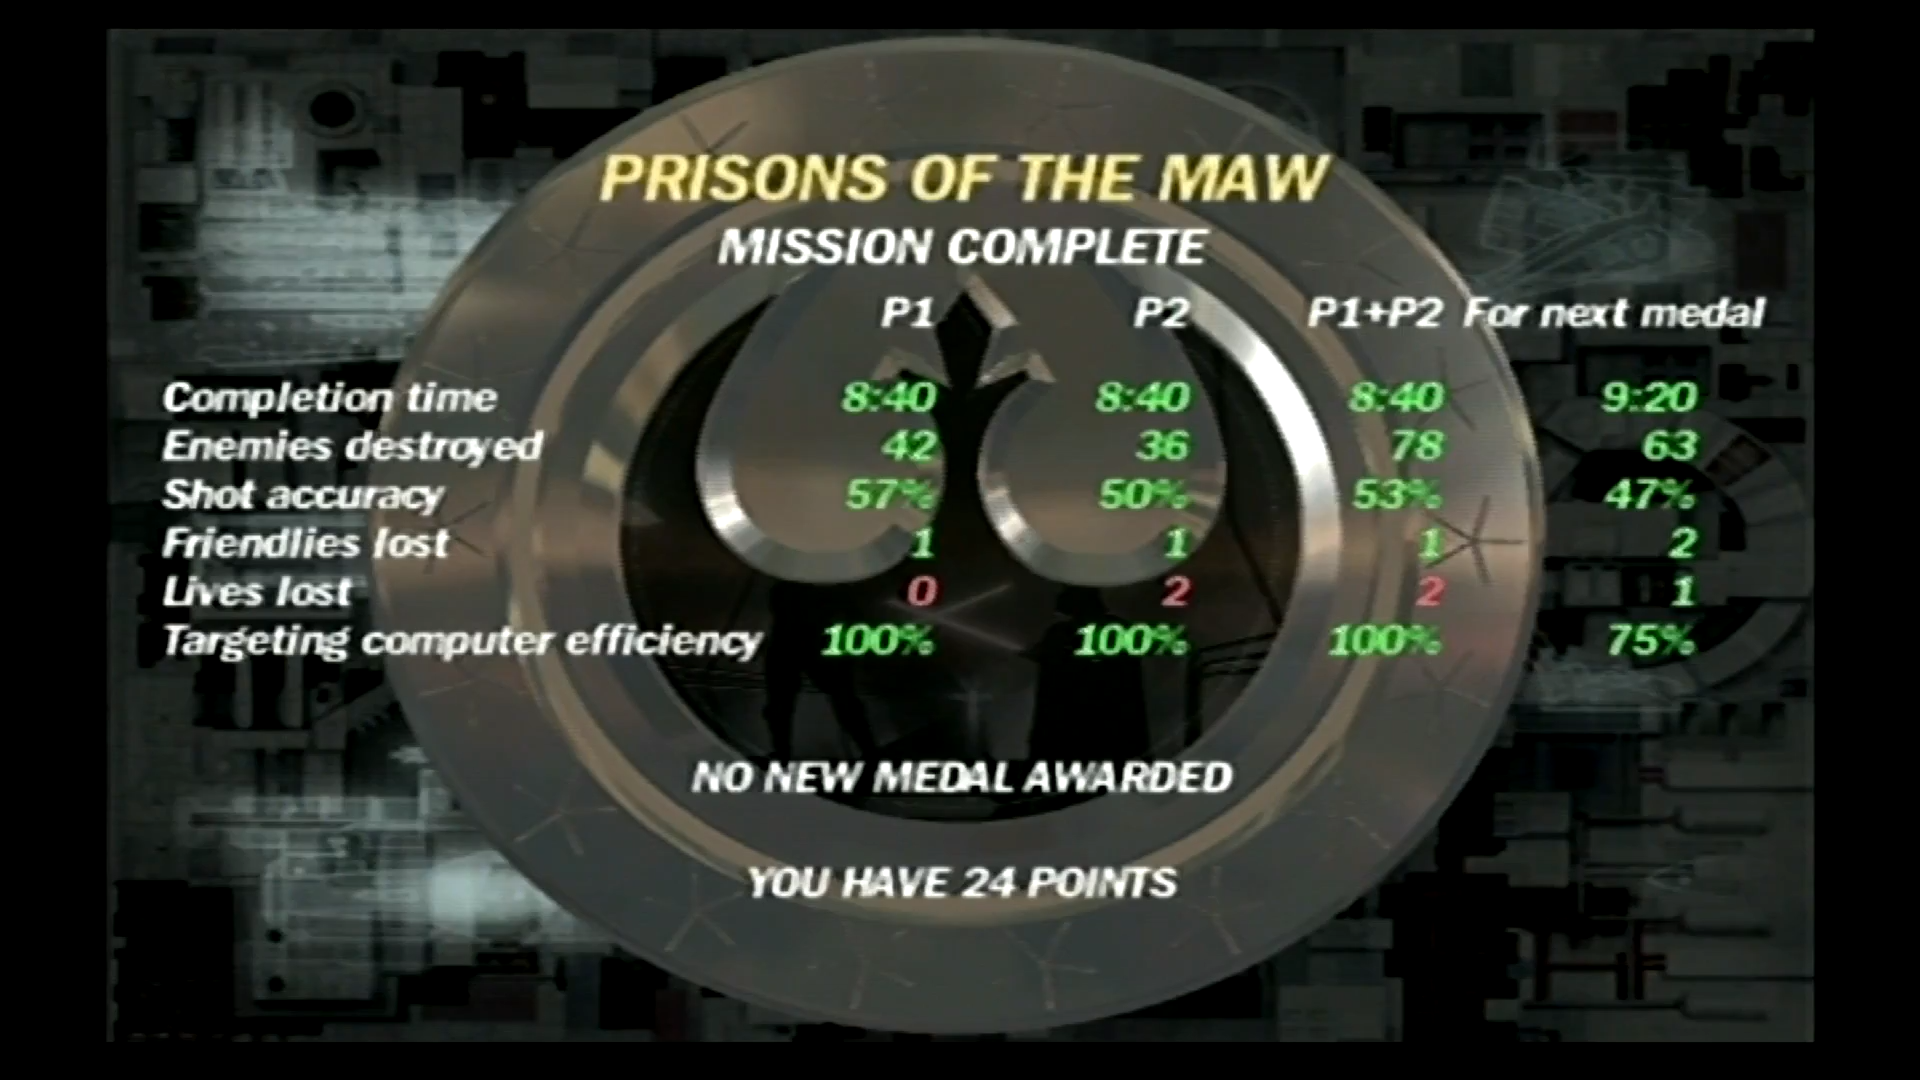 PRISONS OF THE MAW
MISSION COMPLETE
P1 P2 P1+P2 For next medal
Completion time 8:40 8:40 8:40 9:20
Enemies destroyed 42 36 78 63
Shot accuracy 57% 50% 53% 47%
Friendlies lost 1 1 1 2
Lives lost 0 2 2 1
Targeting computer efficiency 100% 100% 100% 75%
NO NEW MEDAL AWARDED
YOU HAVE 24 POINTS